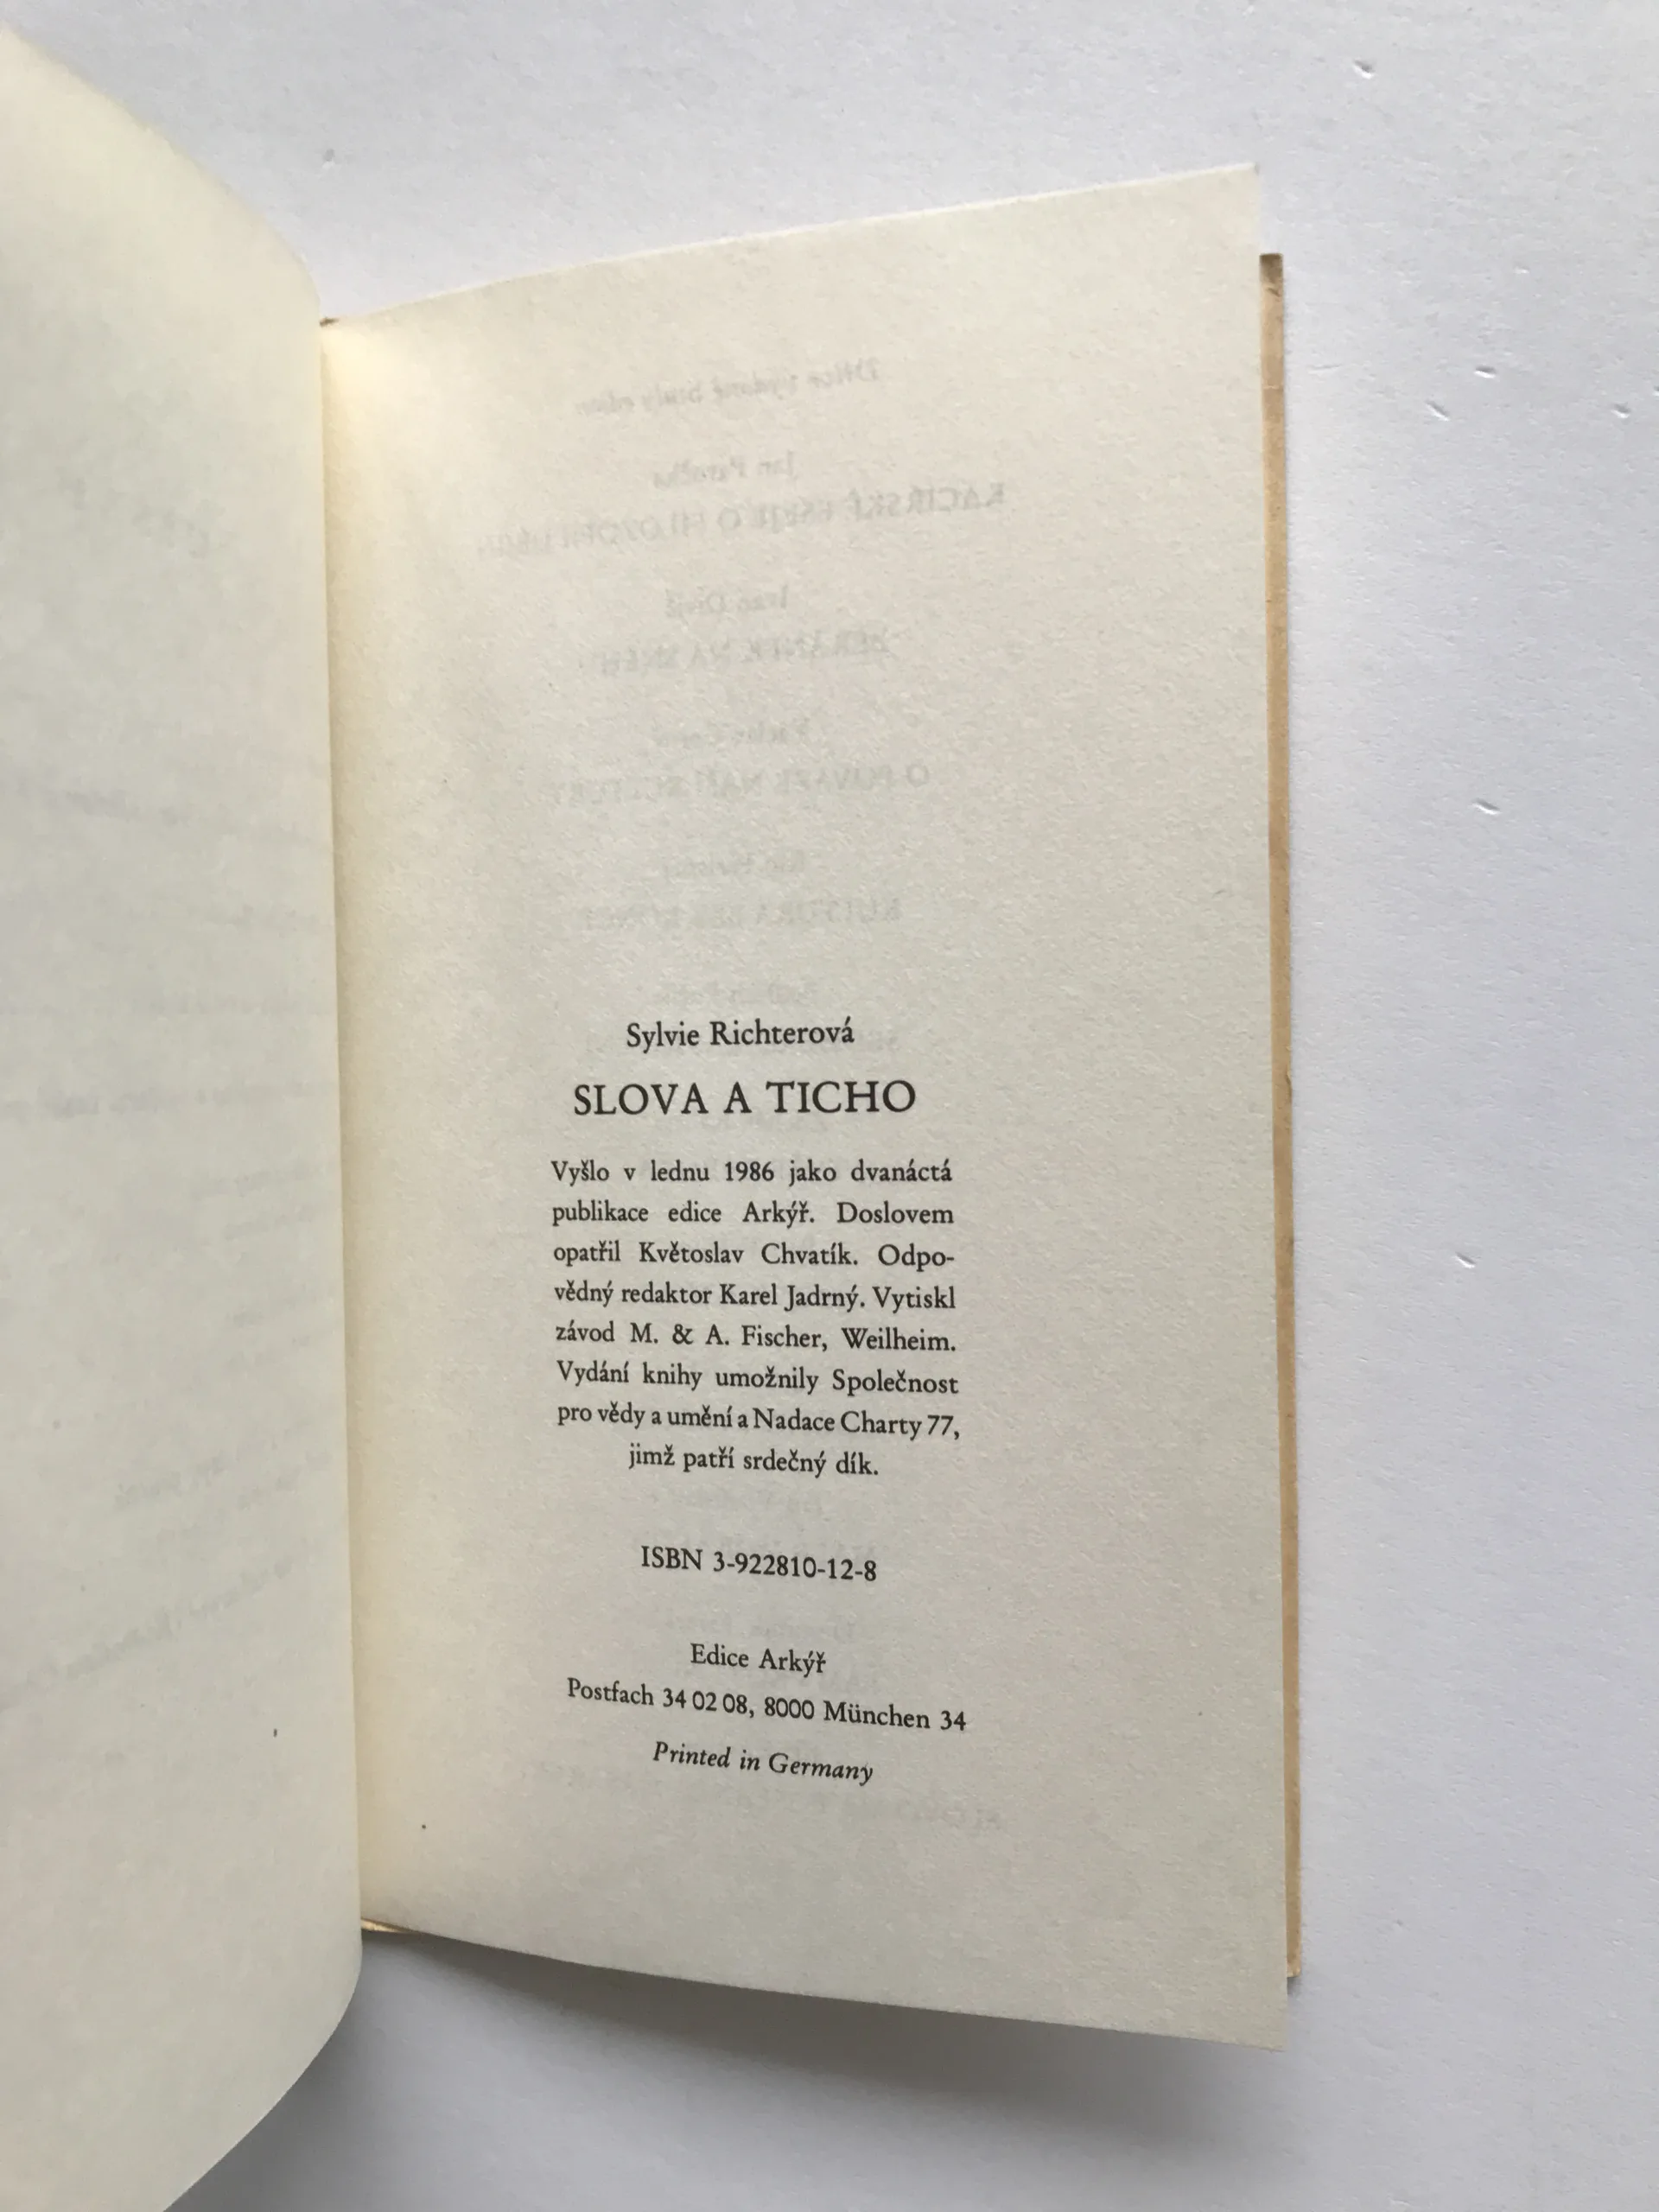 Sylvie Richterová
SLOVA A TICHO
Vyšlo v lednu 1986 jako dvanáctá
publikace edice Arkýř. Doslovem
opatřil Květoslav Chvatík. Odpo-
vědný redaktor Karel Jadrný. Vytiskl
závod M. & A. Fischer, Weilheim.
Vydání knihy umožnily Společnost
pro vědy a umění a Nadace Charty 77,
jimž patří srdečný dík.
ISBN 3-922810-12-8
Edice Arkýř
Postfach 34 02 08, 8000 München 34
Printed in Germany